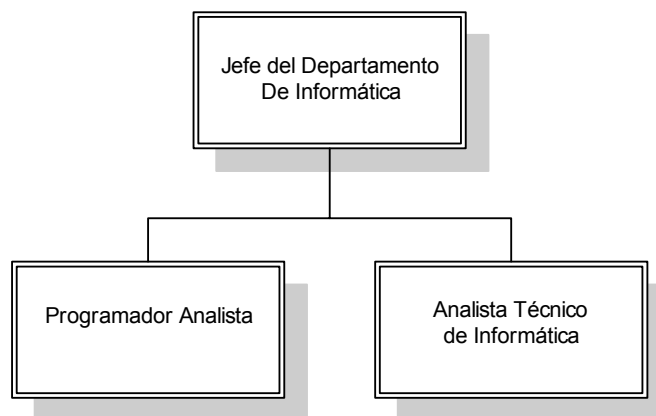 Jefe del Departamento
De Informática
Programador Analista
Analista Técnico
de Informática